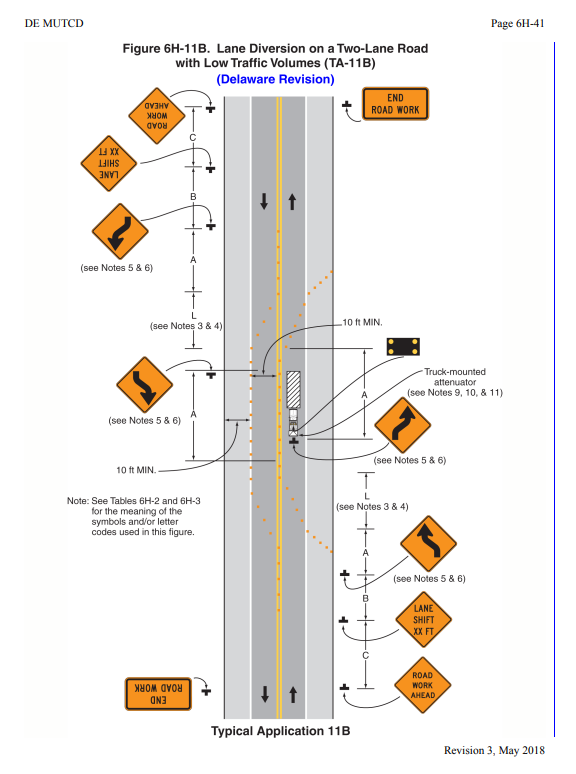 DE MUTCD
Page 6H-41
Figure 6H-11B. Lane Diversion on a Two-Lane Road
with Low Traffic Volumes (TA-11B)
(Delaware Revision)
ROAD
WORK
AHEAD
END
ROAD WORK
C
LANE
SHIFT
XX FT
B
(see Notes 5 & 6)
A
L
(see Notes 3 & 4)
10 ft MIN.
Truck-mounted
attenuator
(see Notes 9, 10, & 11)
A
A
(see Notes 5 & 6)
(see Notes 5 & 6)
10 ft MIN.
L
(see Notes 3 & 4)
Note: See Tables 6H-2 and 6H-3
for the meaning of the
symbols and/or letter
codes used in this figure.
A
(see Notes 5 & 6)
B
LANE
SHIFT
XX FT
C
ROAD
WORK
AHEAD
END
ROAD WORK
Typical Application 11B
Revision 3, May 2018